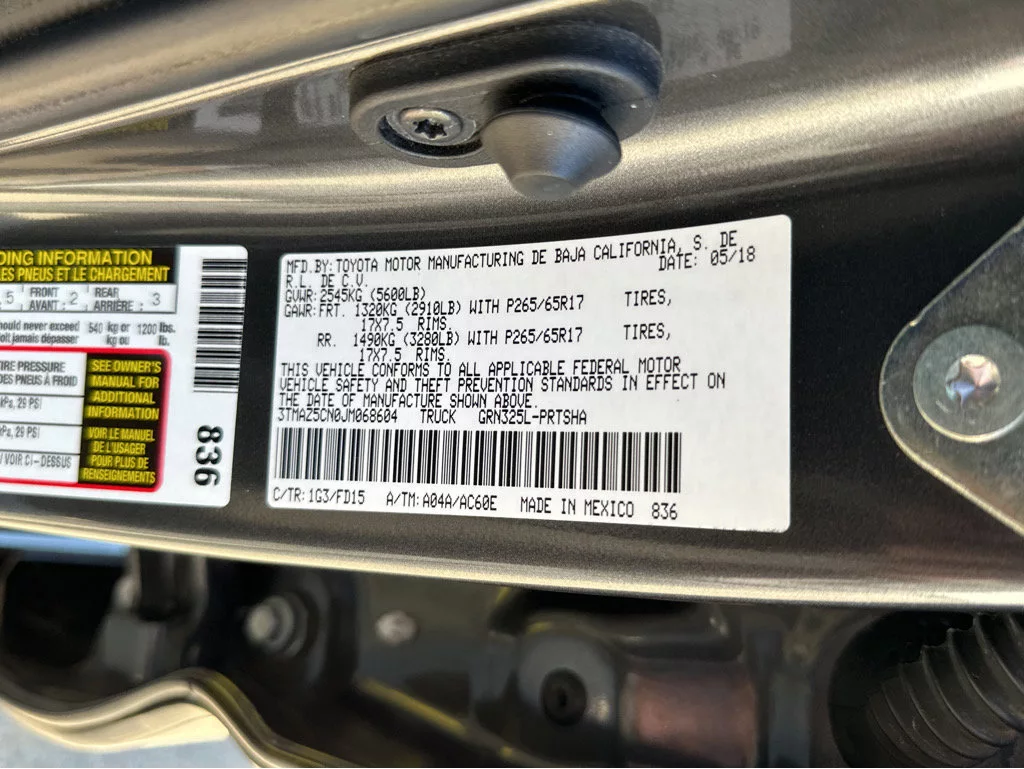 DING INFORMATION
LES PNEUS ET LE CHARGEMENT
5 FRONT AVANT : 2 REAR ARRIÈRE : 3
hould never exceed 540 kg or 1200 lbs.
oit jamais dépasser kg ou lb.
IRE PRESSURE
DES PNEUS À FROID
kPa, 29 PSI
kPa, 29 PSI
/ VOIR CI-DESSUS
SEE OWNER'S
MANUAL FOR
ADDITIONAL
INFORMATION
VOIR LE MANUEL
DE L'USAGER
POUR PLUS DE
RENSEIGNEMENTS
836
MFD.BY:TOYOTA MOTOR MANUFACTURING DE BAJA CALIFORNIA, S. DE
R.L. DE C.V. DATE: 05/18
GVWR:2545KG (5600LB)
GAWR:FRT. 1320KG (2910LB) WITH P265/65R17 TIRES,
17X7.5 RIMS.
RR. 1490KG (3280LB) WITH P265/65R17 TIRES,
17X7.5 RIMS.
THIS VEHICLE CONFORMS TO ALL APPLICABLE FEDERAL MOTOR
VEHICLE SAFETY AND THEFT PREVENTION STANDARDS IN EFFECT ON
THE DATE OF MANUFACTURE SHOWN ABOVE.
3TMAZ5CN0JM068604 TRUCK GRN325L-PRTSHA
C/TR:1G3/FD15 A/TM:A04A/AC60E MADE IN MEXICO 836